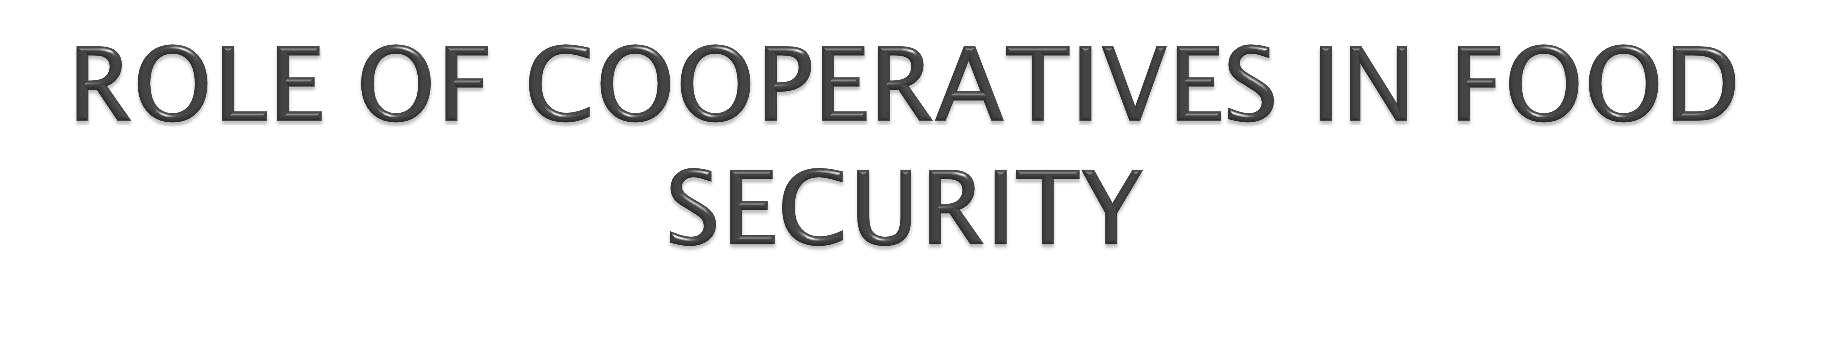 ROLE OF COOPERATIVES IN FOOD
SECURITY